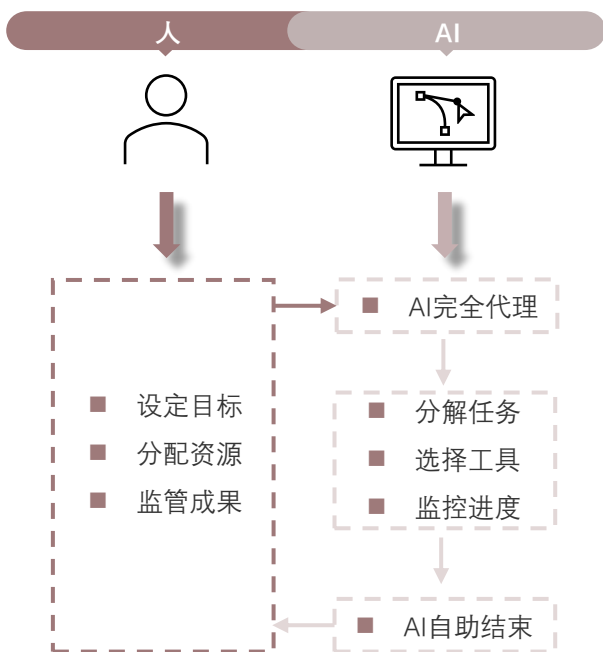 人
AI
设定目标
分配资源
监管成果
AI完全代理
分解任务
选择工具
监控进度
AI自助结束